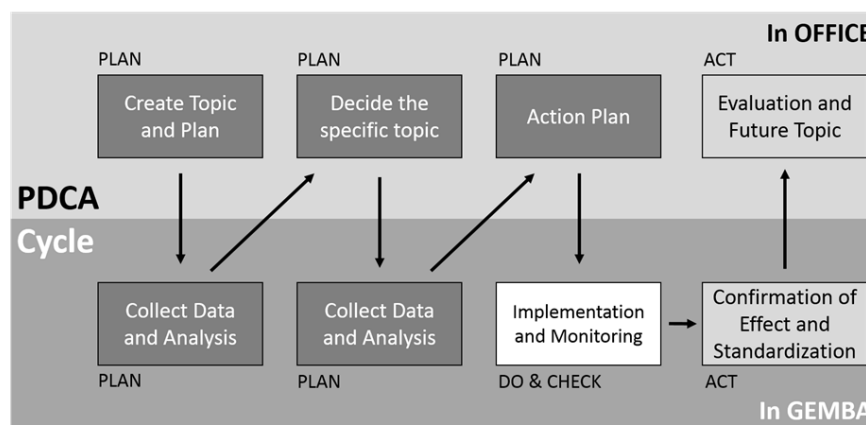 In OFFICE
PLAN
PLAN
PLAN
ACT
Create Topic
and Plan
Decide the
specific topic
Action Plan
Evaluation and
Future Topic
PDCA
Cycle
Collect Data
and Analysis
Collect Data
and Analysis
Implementation
and Monitoring
Confirmation of
Effect and
Standardization
PLAN
PLAN
DO & CHECK
ACT
In GEMBA